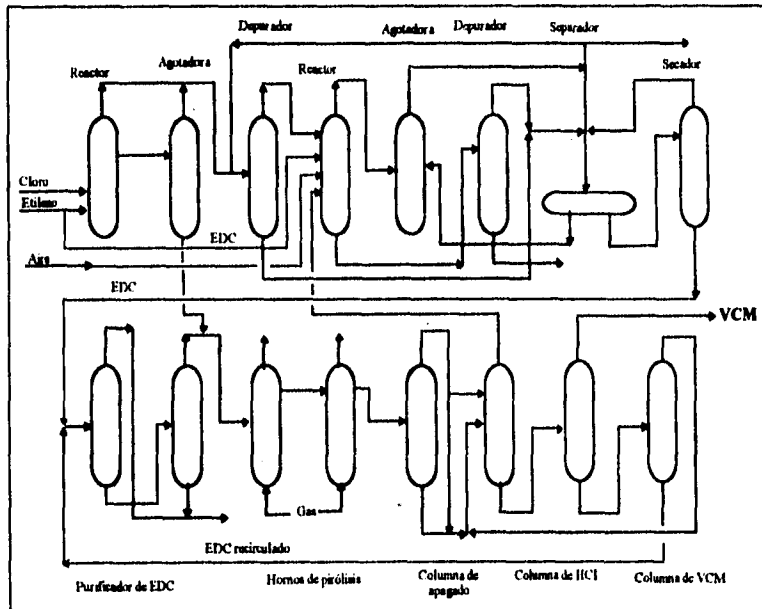 Depurador
Agotadora
Depurador
Separador
Reactor
Agotadora
Reactor
Secador
Cloro
Etileno
EDC
Aire
EDC
VCM
Gas
EDC recirculado
Purificador de EDC
Hornos de pirólisis
Columna de apagado
Columna de HCl
Columna de VCM